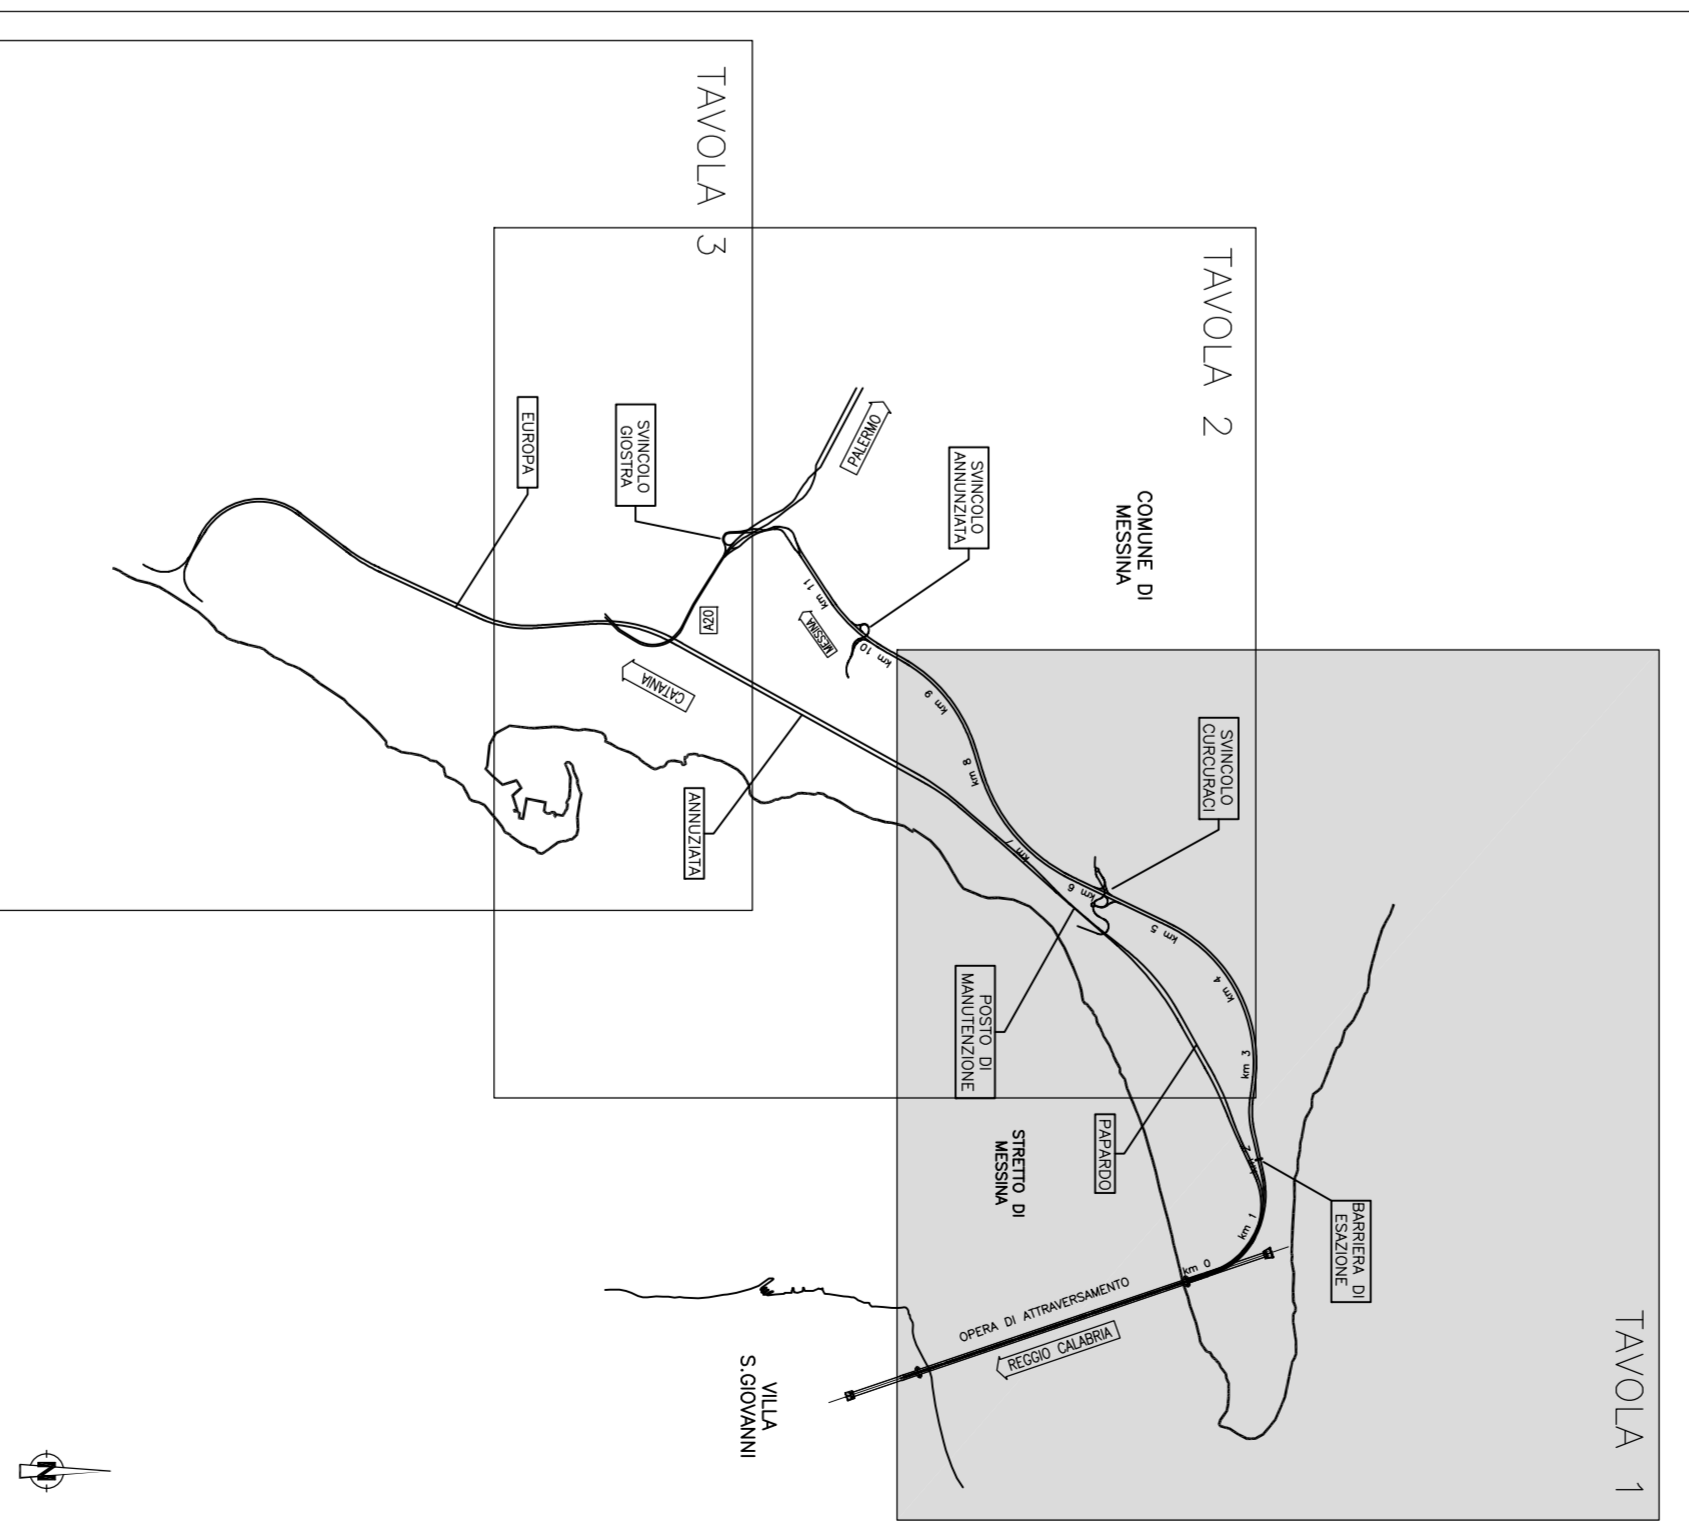 TAVOLA 1
BARRIERA DI
ESAZIONE
SVINCOLO
CURCURACI
TAVOLA 2
COMUNE DI
MESSINA
SVINCOLO
ANNUNZIATA
PALERMO
TAVOLA 3
SVINCOLO
GIOSTRA
EUROPA
A20
MESSINA
CATANIA
ANNUZIATA
POSTO DI
MANUTENZIONE
PAPARDO
STRETTO DI
MESSINA
OPERA DI ATTRAVERSAMENTO
REGGIO CALABRIA
VILLA
S.GIOVANNI
km 0
km 1
km 2
km 3
km 4
km 5
km 6
km 7
km 8
km 9
km 10
km 11
N